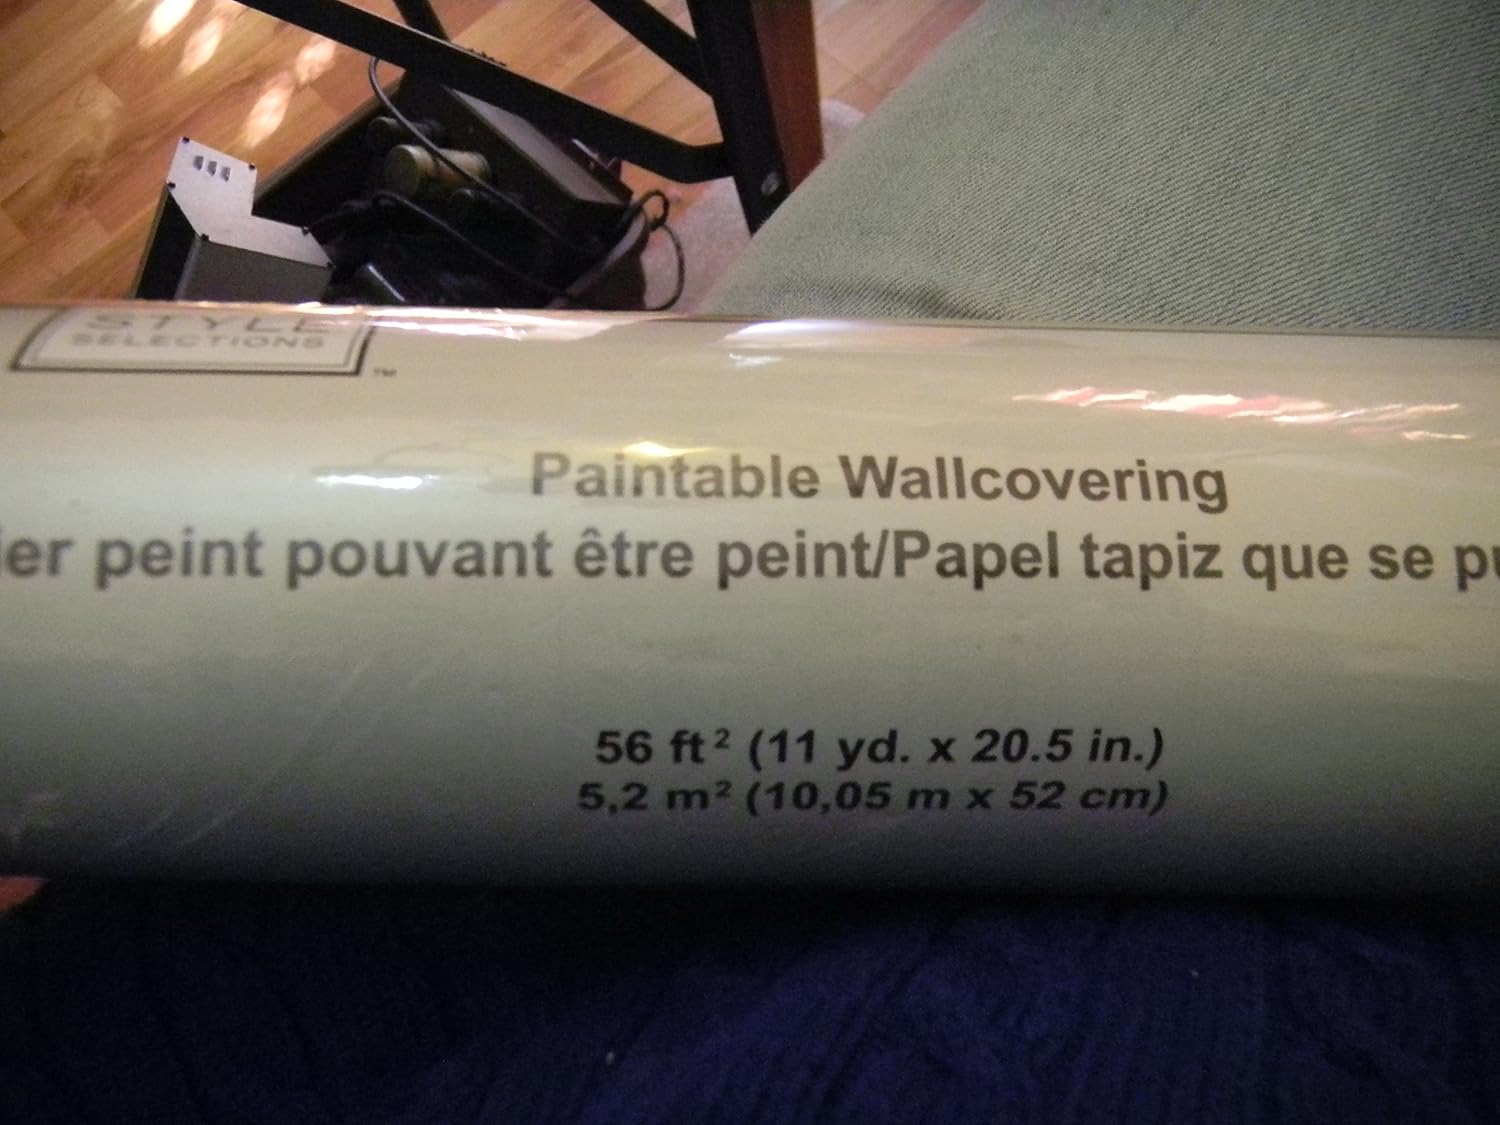 STYLE
SELECTIONS
TM
Paintable Wallcovering
ier peint pouvant être peint/Papel tapiz que se pu
56 ft² (11 yd. x 20.5 in.)
5,2 m² (10,05 m x 52 cm)